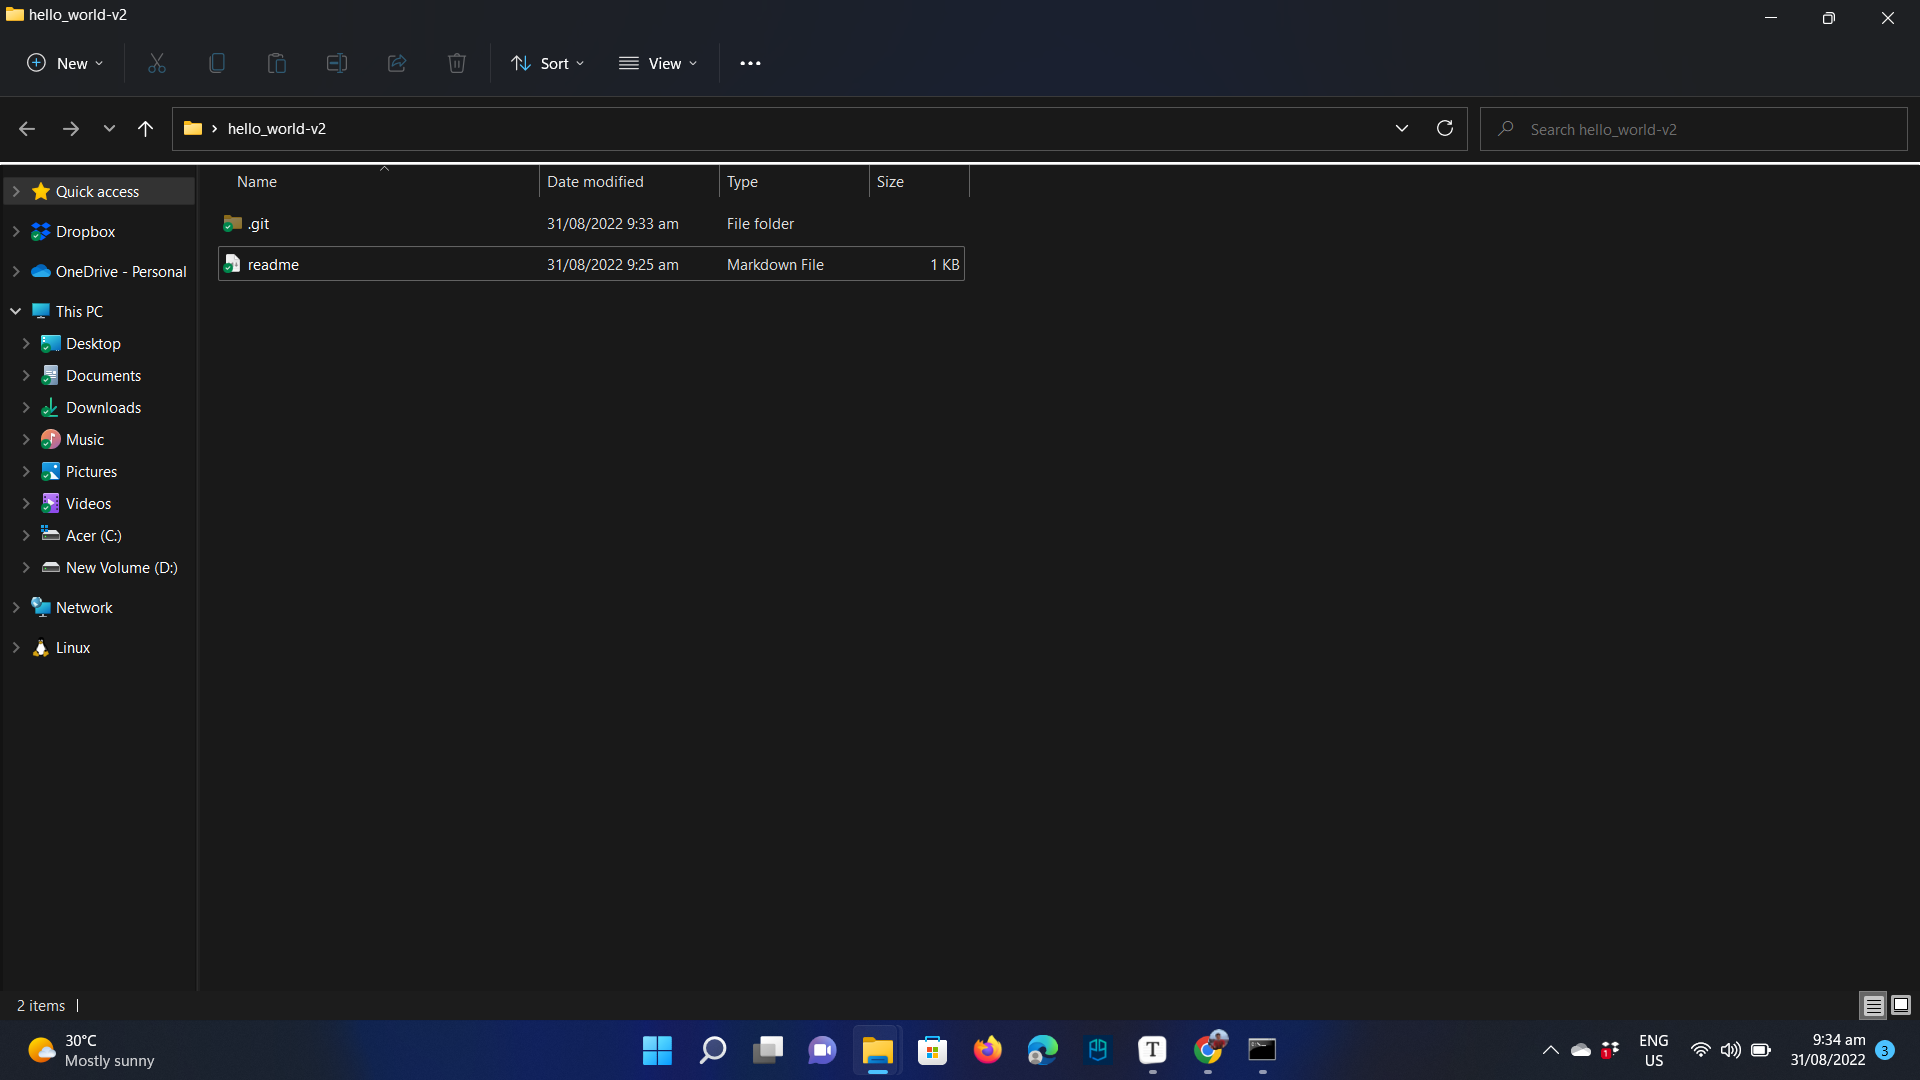 hello_world-v2
New
Sort
View
hello_world-v2
Search hello_world-v2
Name Date modified Type Size
.git 31/08/2022 9:33 am File folder
readme 31/08/2022 9:25 am Markdown File 1 KB
Quick access
Dropbox
OneDrive - Personal
This PC
Desktop
Documents
Downloads
Music
Pictures
Videos
Acer (C:)
New Volume (D:)
Network
Linux
2 items
30°C
Mostly sunny
T
1
ENG
US
9:34 am
31/08/2022
3